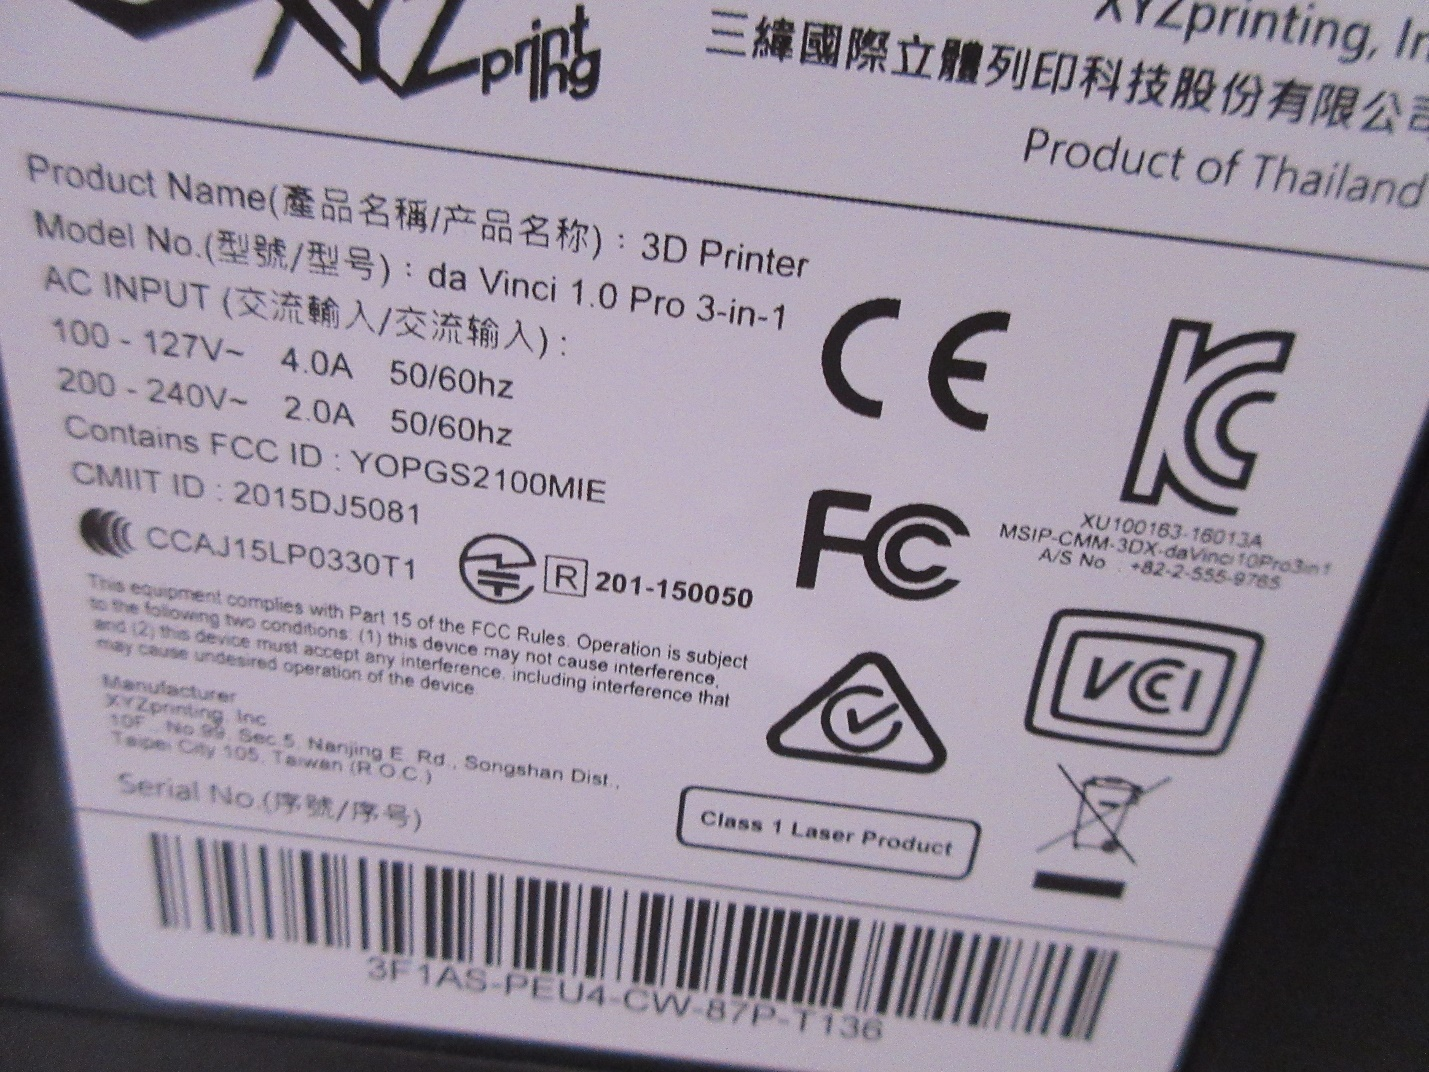 XYZprinting
XYZprinting, In
三緯國際立體列印科技股份有限公司
Product of Thailand
Product Name(產品名稱/产品名称) : 3D Printer
Model No.(型號/型号) : da Vinci 1.0 Pro 3-in-1
AC INPUT (交流輸入/交流输入) :
100 - 127V~ 4.0A 50/60hz
200 - 240V~ 2.0A 50/60hz
Contains FCC ID : YOPGS2100MIE
CMIIT ID : 2015DJ5081
CCAJ15LP0330T1
R 201-150050
CE
FC
XU100163-16013A
MSIP-CMM-3DX-daVinci10Pro3in1
A/S No : +82-2-555-9785
This equipment complies with Part 15 of the FCC Rules. Operation is subject
to the following two conditions: (1) this device may not cause interference,
and (2) this device must accept any interference, including interference that
may cause undesired operation of the device.
VCCI
Manufacturer
XYZprinting, Inc
10F., No.99, Sec.5, Nanjing E. Rd., Songshan Dist.,
Taipei City 105, Taiwan (R.O.C.)
Serial No.(序號/序号)
Class 1 Laser Product
3F1AS-PEU4-CW-87P-T136